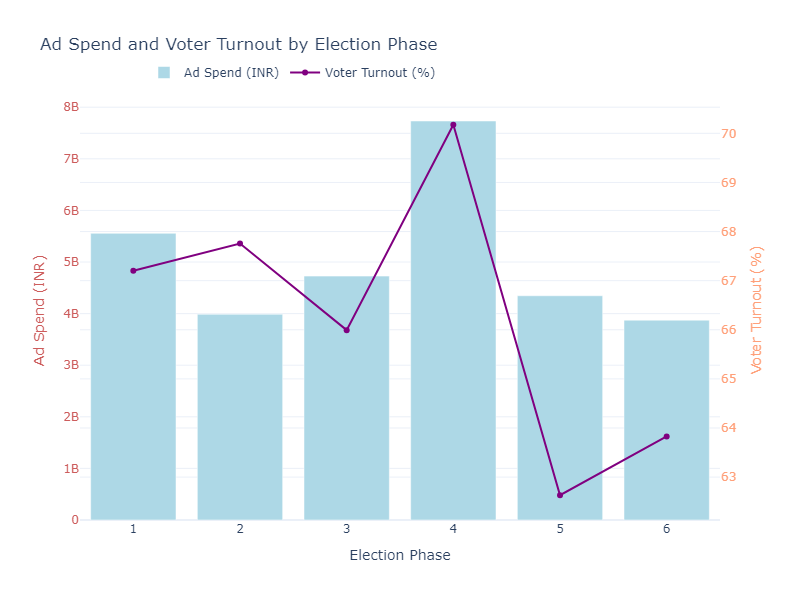 Ad Spend and Voter Turnout by Election Phase
Ad Spend (INR)
Voter Turnout (%)
8B
7B
6B
5B
4B
3B
2B
1B
0
Ad Spend (INR)
70
69
68
67
66
65
64
63
Voter Turnout (%)
1 2 3 4 5 6
Election Phase